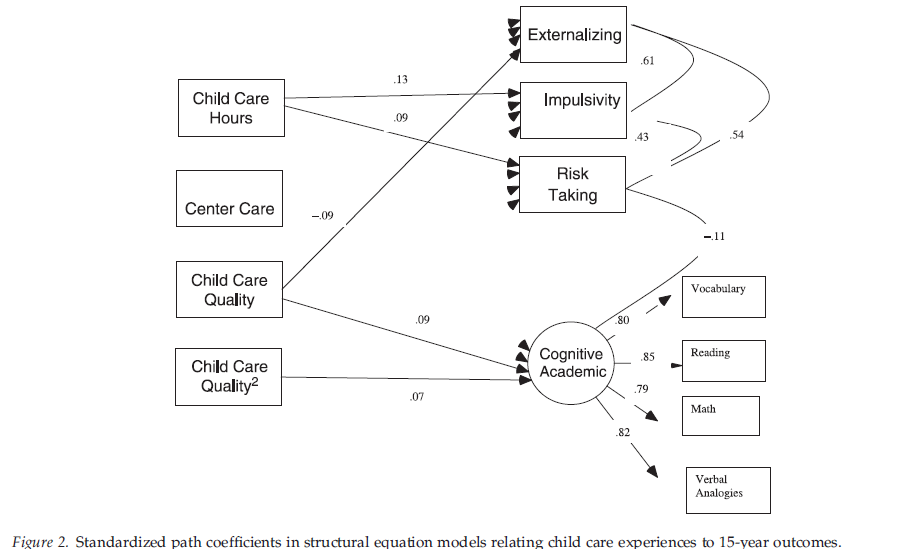 Externalizing
.61
Child Care
Hours
.13
Impulsivity
.09
.43
.54
Risk
Taking
Center Care
–.09
–.11
Child Care
Quality
Vocabulary
.09
.80
Cognitive
Academic
.85
Reading
Child Care
Quality²
.07
.79
Math
.82
Verbal
Analogies
Figure 2. Standardized path coefficients in structural equation models relating child care experiences to 15-year outcomes.